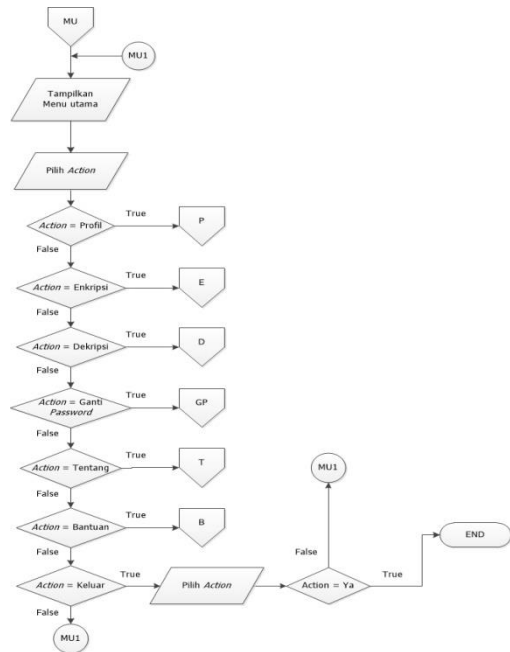 MU
MU1
Tampilkan
Menu utama
Pilih Action
Action = Profil
True
P
False
Action = Enkripsi
True
E
False
Action = Dekripsi
True
D
False
Action = Ganti
Password
True
GP
False
Action = Tentang
True
T
False
Action = Bantuan
True
B
False
Action = Keluar
True
Pilih Action
Action = Ya
False
MU1
True
END
False
MU1